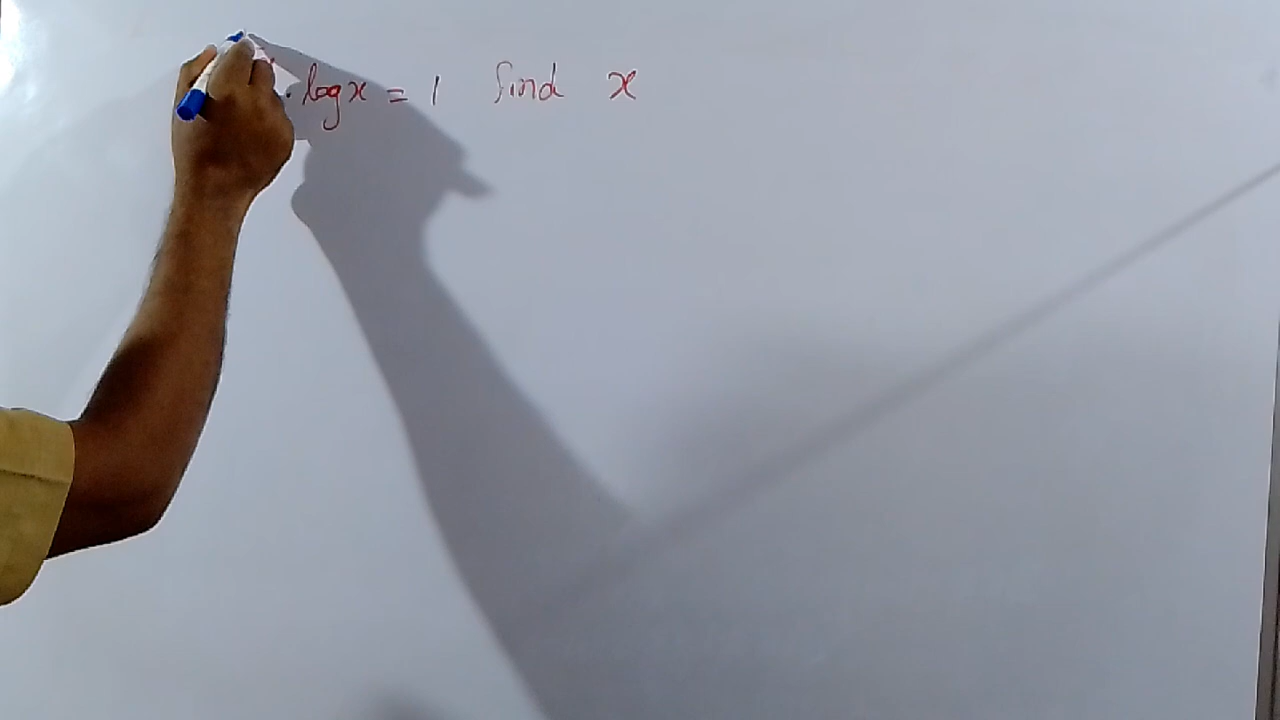 . log x = 1 find x